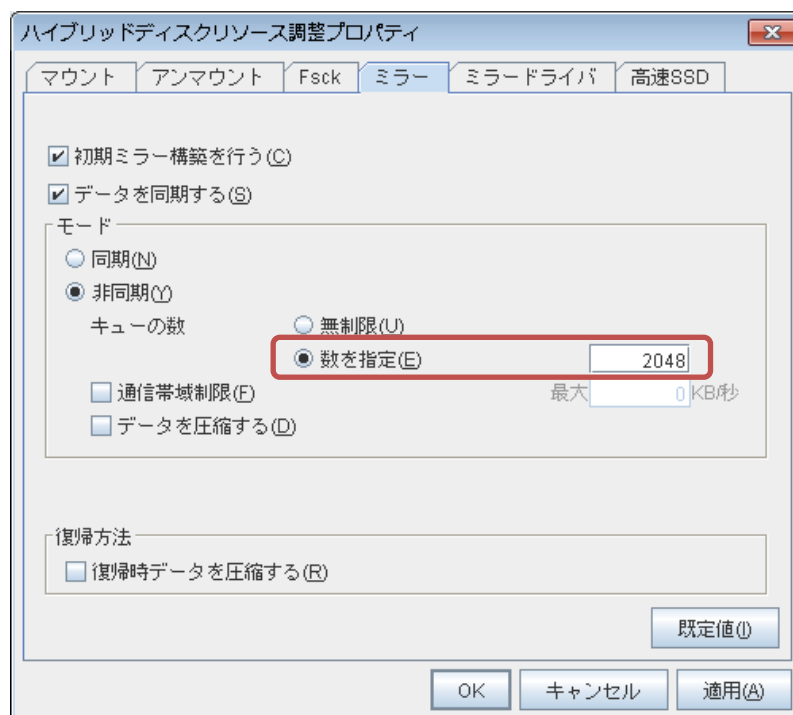 ハイブリッドディスクリソース調整プロパティ
マウント アンマウント Fsck ミラー ミラードライバ 高速SSD
初期ミラー構築を行う(C)
データを同期する(S)
モード
同期(N)
非同期(Y)
キューの数 無制限(U)
数を指定(E) 2048
通信帯域制限(F) 最大 0 KB/秒
データを圧縮する(D)
復帰方法
復帰時データを圧縮する(R)
既定値(I)
OK キャンセル 適用(A)